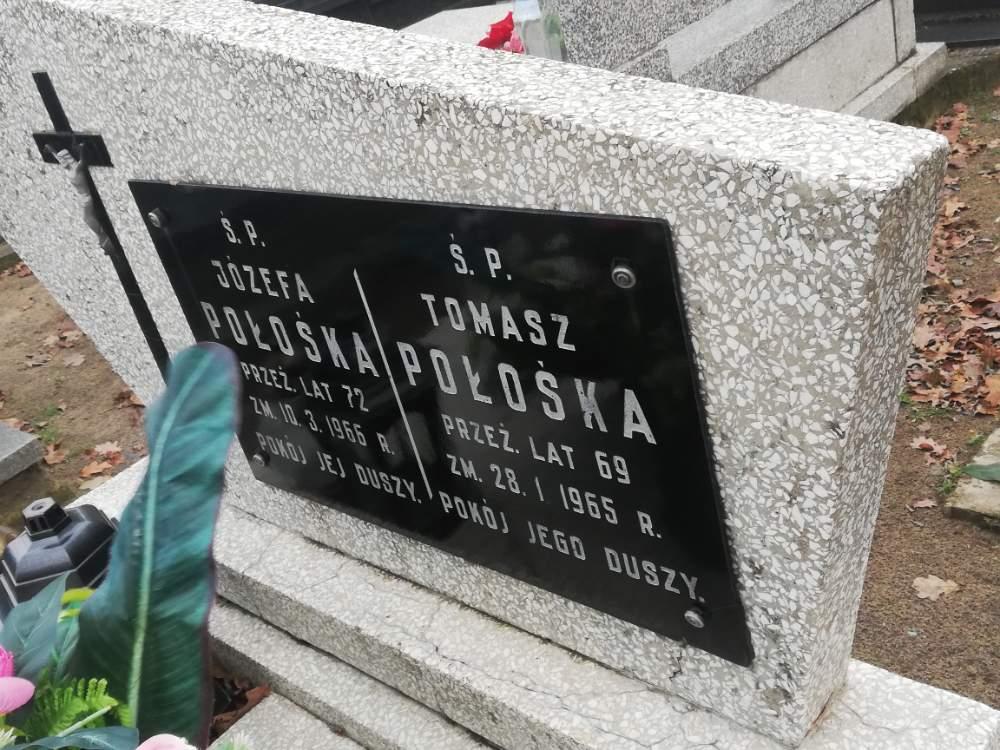 Ś. P.
JÓZEFA
POŁOŚKA
PRZEŻ. LAT 72
ZM. 10. 3, 1966 R.
POKÓJ JEJ DUSZY.
Ś. P.
TOMASZ
POŁOŚKA
PRZEŻ. LAT 69
ZM. 28. 1 1965 R.
POKÓJ JEGO DUSZY.